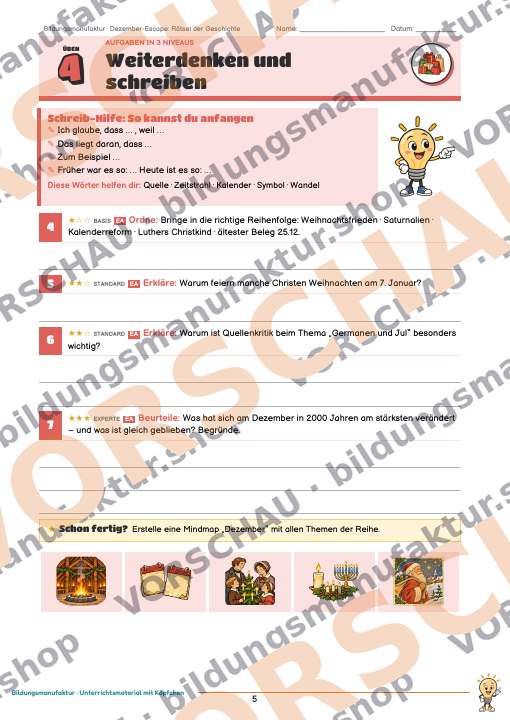 Bildungsmanufaktur · Dezember-Escape: Rätsel der Geschichte Name: Datum:
ÜBEN
4
AUFGABEN IN 3 NIVEAUS
Weiterdenken und
schreiben
Schreib-Hilfe: So kannst du anfangen
Ich glaube, dass … , weil …
Das liegt daran, dass …
Zum Beispiel …
Früher war es so: … Heute ist es so: …
Diese Wörter helfen dir: Quelle · Zeitstrahl · Kalender · Symbol · Wandel
4
★☆☆ BASIS EA Ordne: Bringe in die richtige Reihenfolge: Weihnachtsfrieden · Saturnalien ·
Kalenderreform · Luthers Christkind · ältester Beleg 25.12.
5
★★☆ STANDARD EA Erkläre: Warum feiern manche Christen Weihnachten am 7. Januar?
6
★★☆ STANDARD EA Erkläre: Warum ist Quellenkritik beim Thema „Germanen und Jul“ besonders
wichtig?
7
★★★ EXPERTE EA Beurteile: Was hat sich am Dezember in 2000 Jahren am stärksten verändert
– und was ist gleich geblieben? Begründe.
★ Schon fertig? Erstelle eine Mindmap „Dezember“ mit allen Themen der Reihe.
Bildungsmanufaktur · Unterrichtsmaterial mit Köpfchen
5
VORSCHAU · bildungsmanufaktur.shop
VORSCHAU